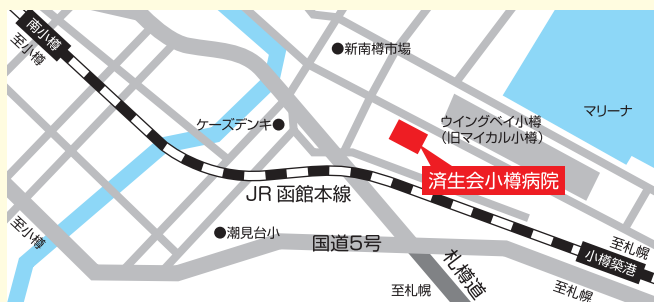 南小樽
至小樽
新南樽市場
マリーナ
ケーズデンキ
ウイングベイ小樽
(旧マイカル小樽)
済生会小樽病院
JR函館本線
至小樽
潮見台小
国道5号
至札幌
小樽築港
札樽道
至札幌
至札幌